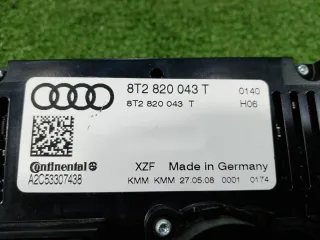 8T2 820 043 T 0140
8T2 820 043 T H06
Continental
A2C53307438
XZF Made in Germany
KMM KMM 27.05.08 0001 0174